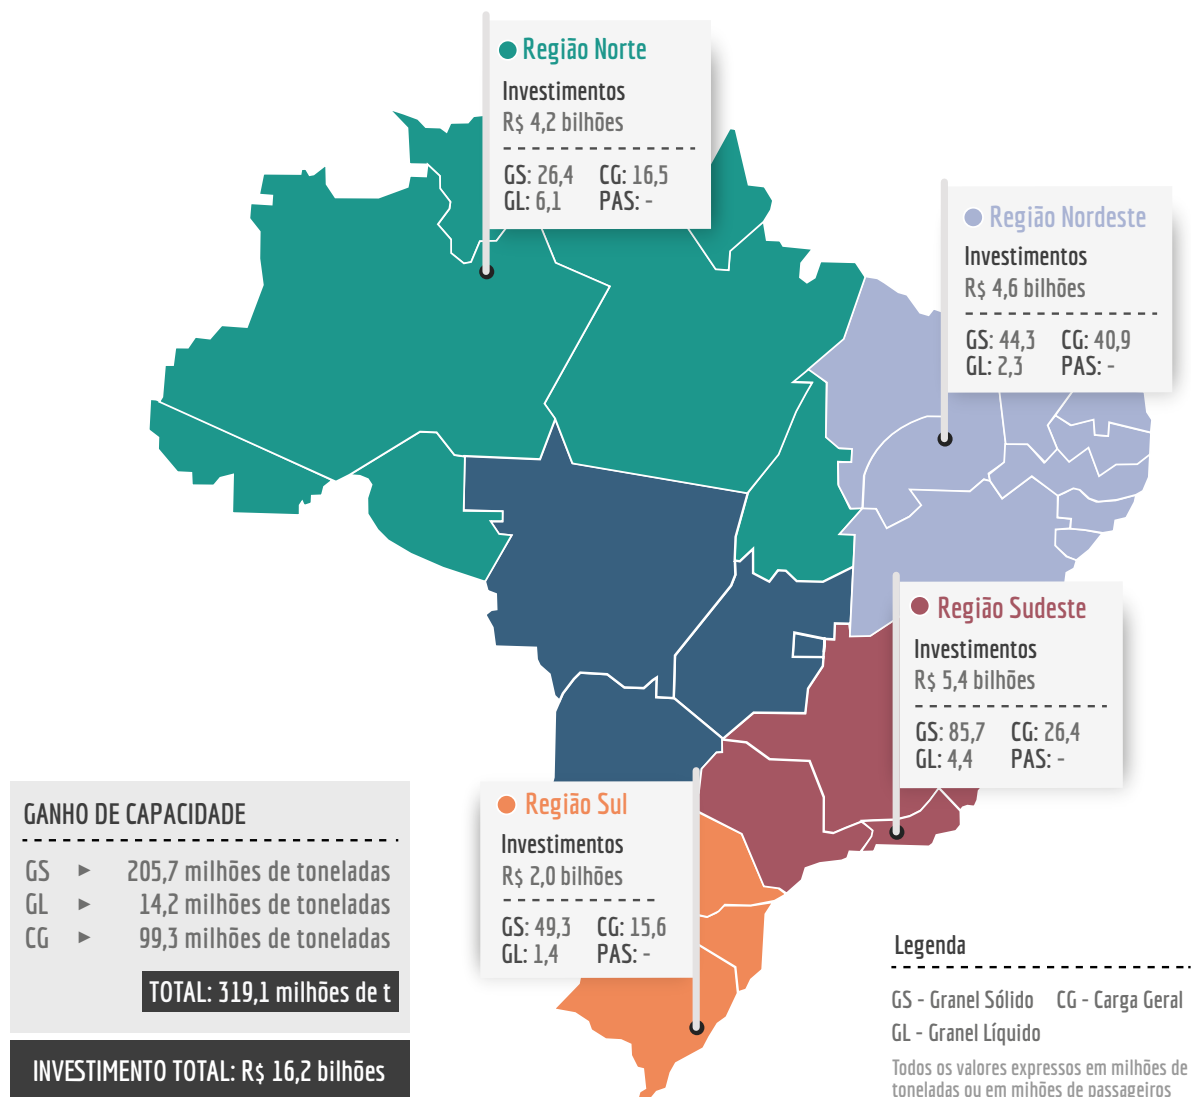 Região Norte
Investimentos
R$ 4,2 bilhões
GS: 26,4 CG: 16,5
GL: 6,1 PAS: -
Região Nordeste
Investimentos
R$ 4,6 bilhões
GS: 44,3 CG: 40,9
GL: 2,3 PAS: -
Região Sudeste
Investimentos
R$ 5,4 bilhões
GS: 85,7 CG: 26,4
GL: 4,4 PAS: -
Região Sul
Investimentos
R$ 2,0 bilhões
GS: 49,3 CG: 15,6
GL: 1,4 PAS: -
GANHO DE CAPACIDADE
GS ► 205,7 milhões de toneladas
GL ► 14,2 milhões de toneladas
CG ► 99,3 milhões de toneladas
TOTAL: 319,1 milhões de t
INVESTIMENTO TOTAL: R$ 16,2 bilhões
Legenda
GS - Granel Sólido CG - Carga Geral
GL - Granel Líquido
Todos os valores expressos em milhões de
toneladas ou em mihões de passageiros